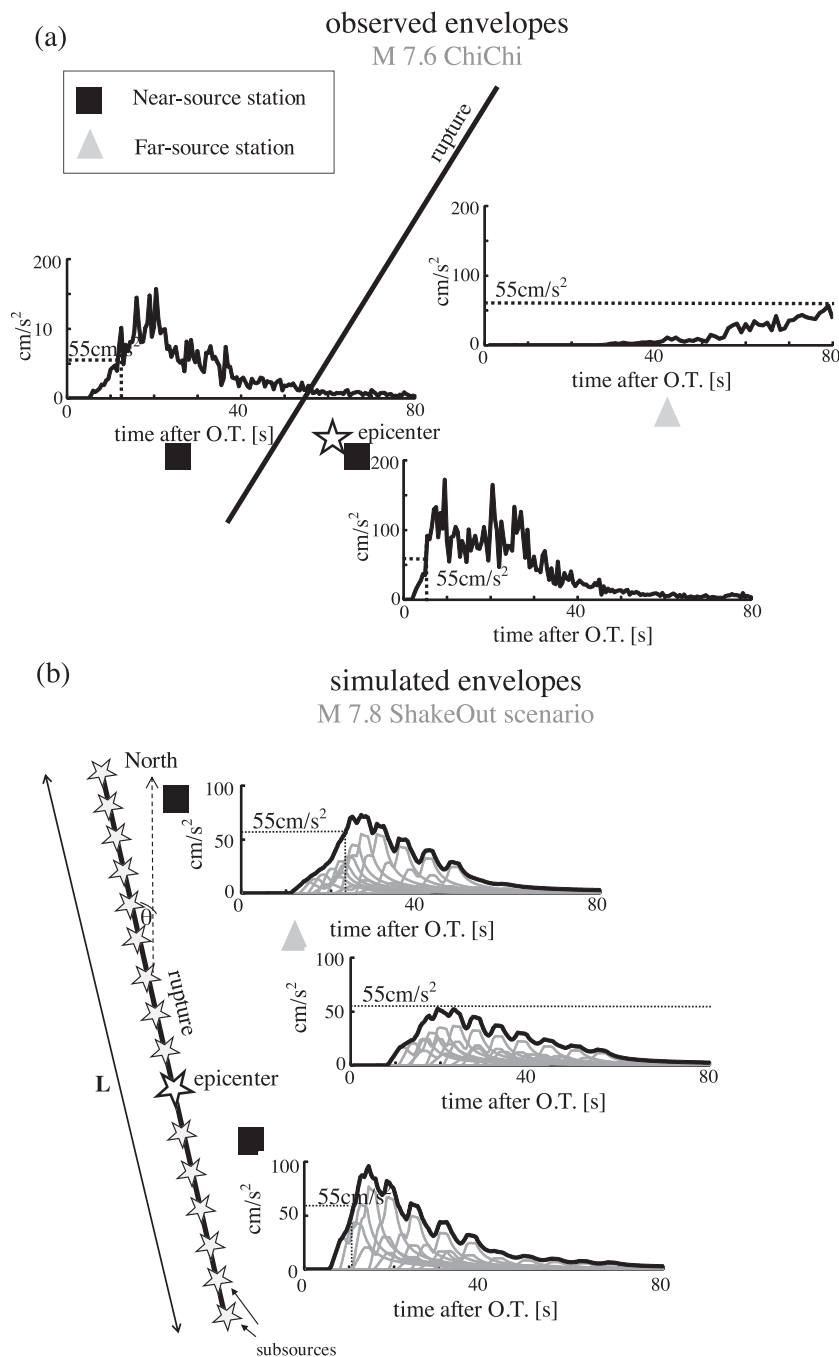 (a)
observed envelopes
M 7.6 ChiChi
Near-source station
Far-source station
rupture
200
100
0
cm/s²
55cm/s²
0
40
80
time after O.T. [s]
200
10
0
cm/s²
55cm/s²
0
40
80
time after O.T. [s]
epicenter
200
100
0
cm/s²
55cm/s²
0
40
80
time after O.T. [s]
(b)
simulated envelopes
M 7.8 ShakeOut scenario
North
θ
rupture
L
epicenter
subsources
100
50
0
cm/s²
55cm/s²
0
40
80
time after O.T. [s]
100
50
0
cm/s²
55cm/s²
0
40
80
time after O.T. [s]
100
50
0
cm/s²
55cm/s²
0
40
80
time after O.T. [s]